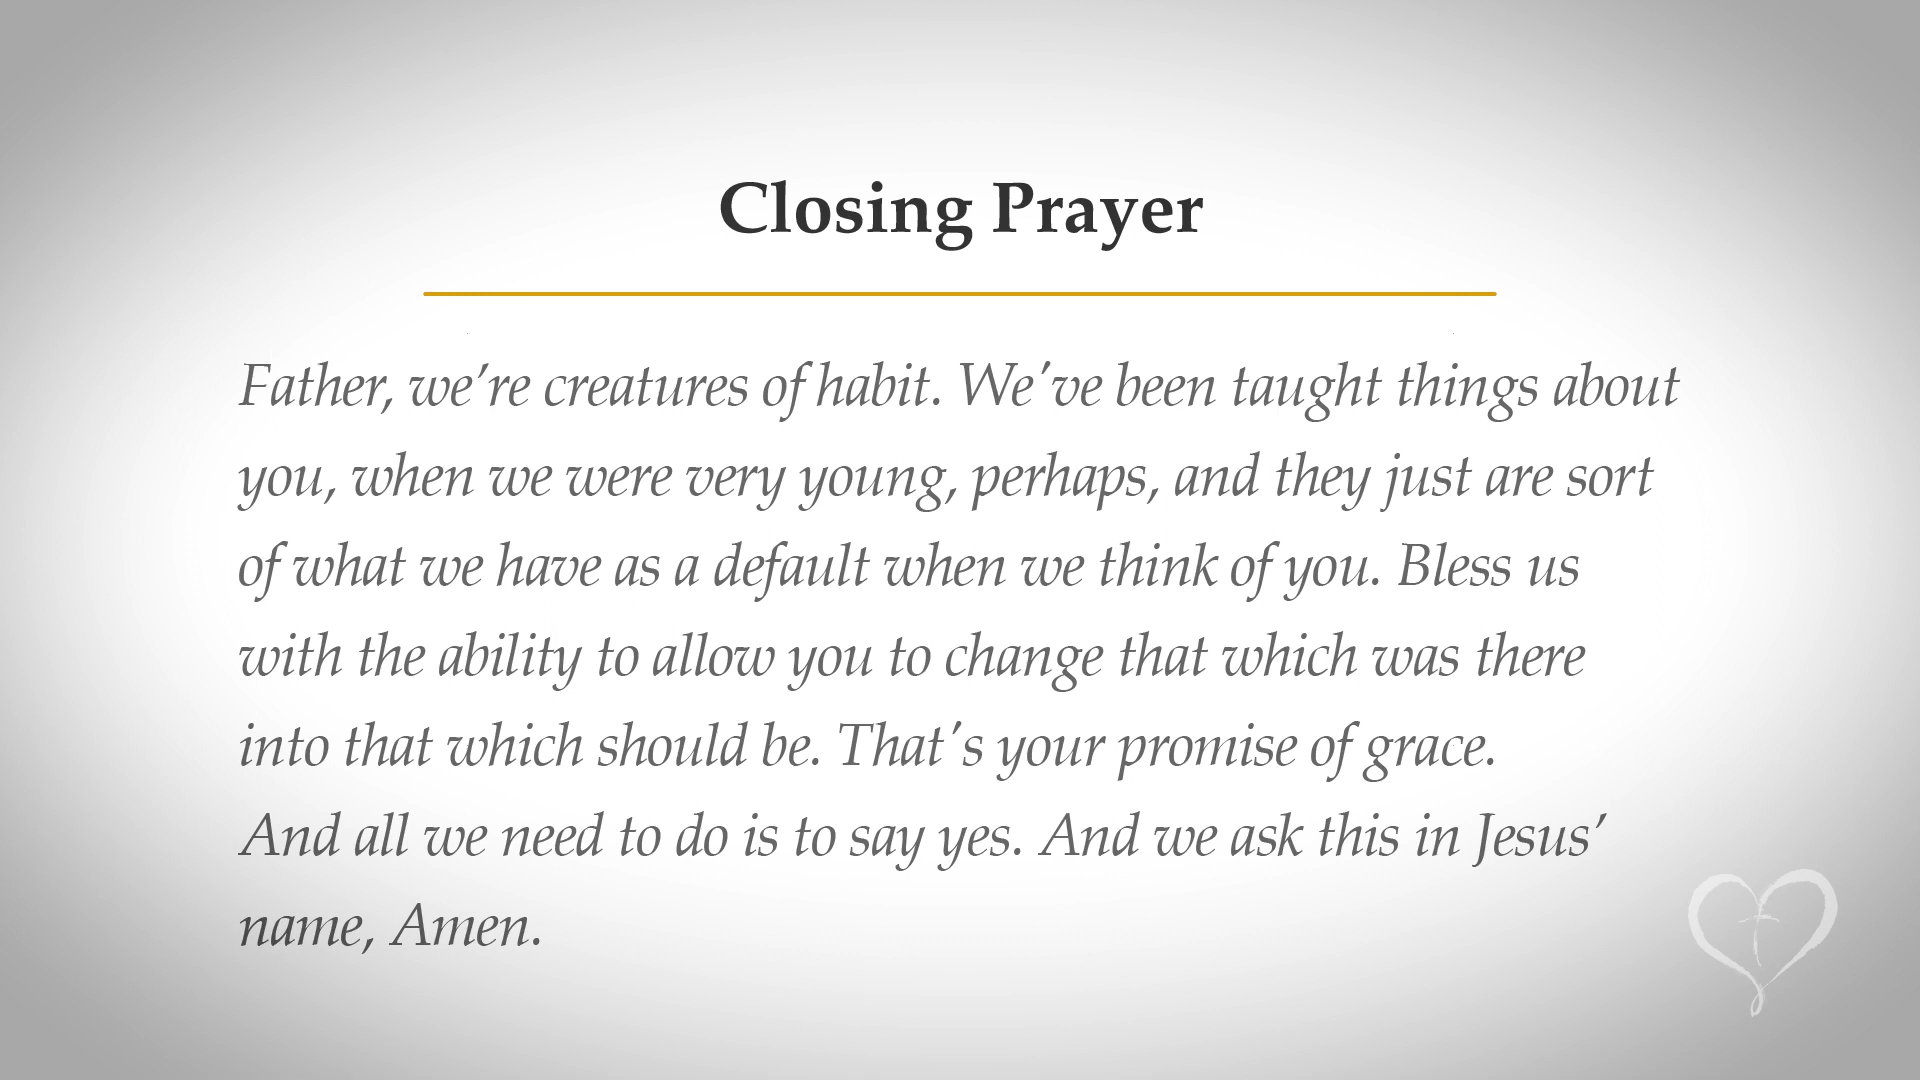 Closing Prayer
Father, we’re creatures of habit. We've been taught things about
you, when we were very young, perhaps, and they just are sort
of what we have as a default when we think of you. Bless us
with the ability to allow you to change that which was there
into that which should be. That's your promise of grace.
And all we need to do is to say yes. And we ask this in Jesus’
name, Amen.